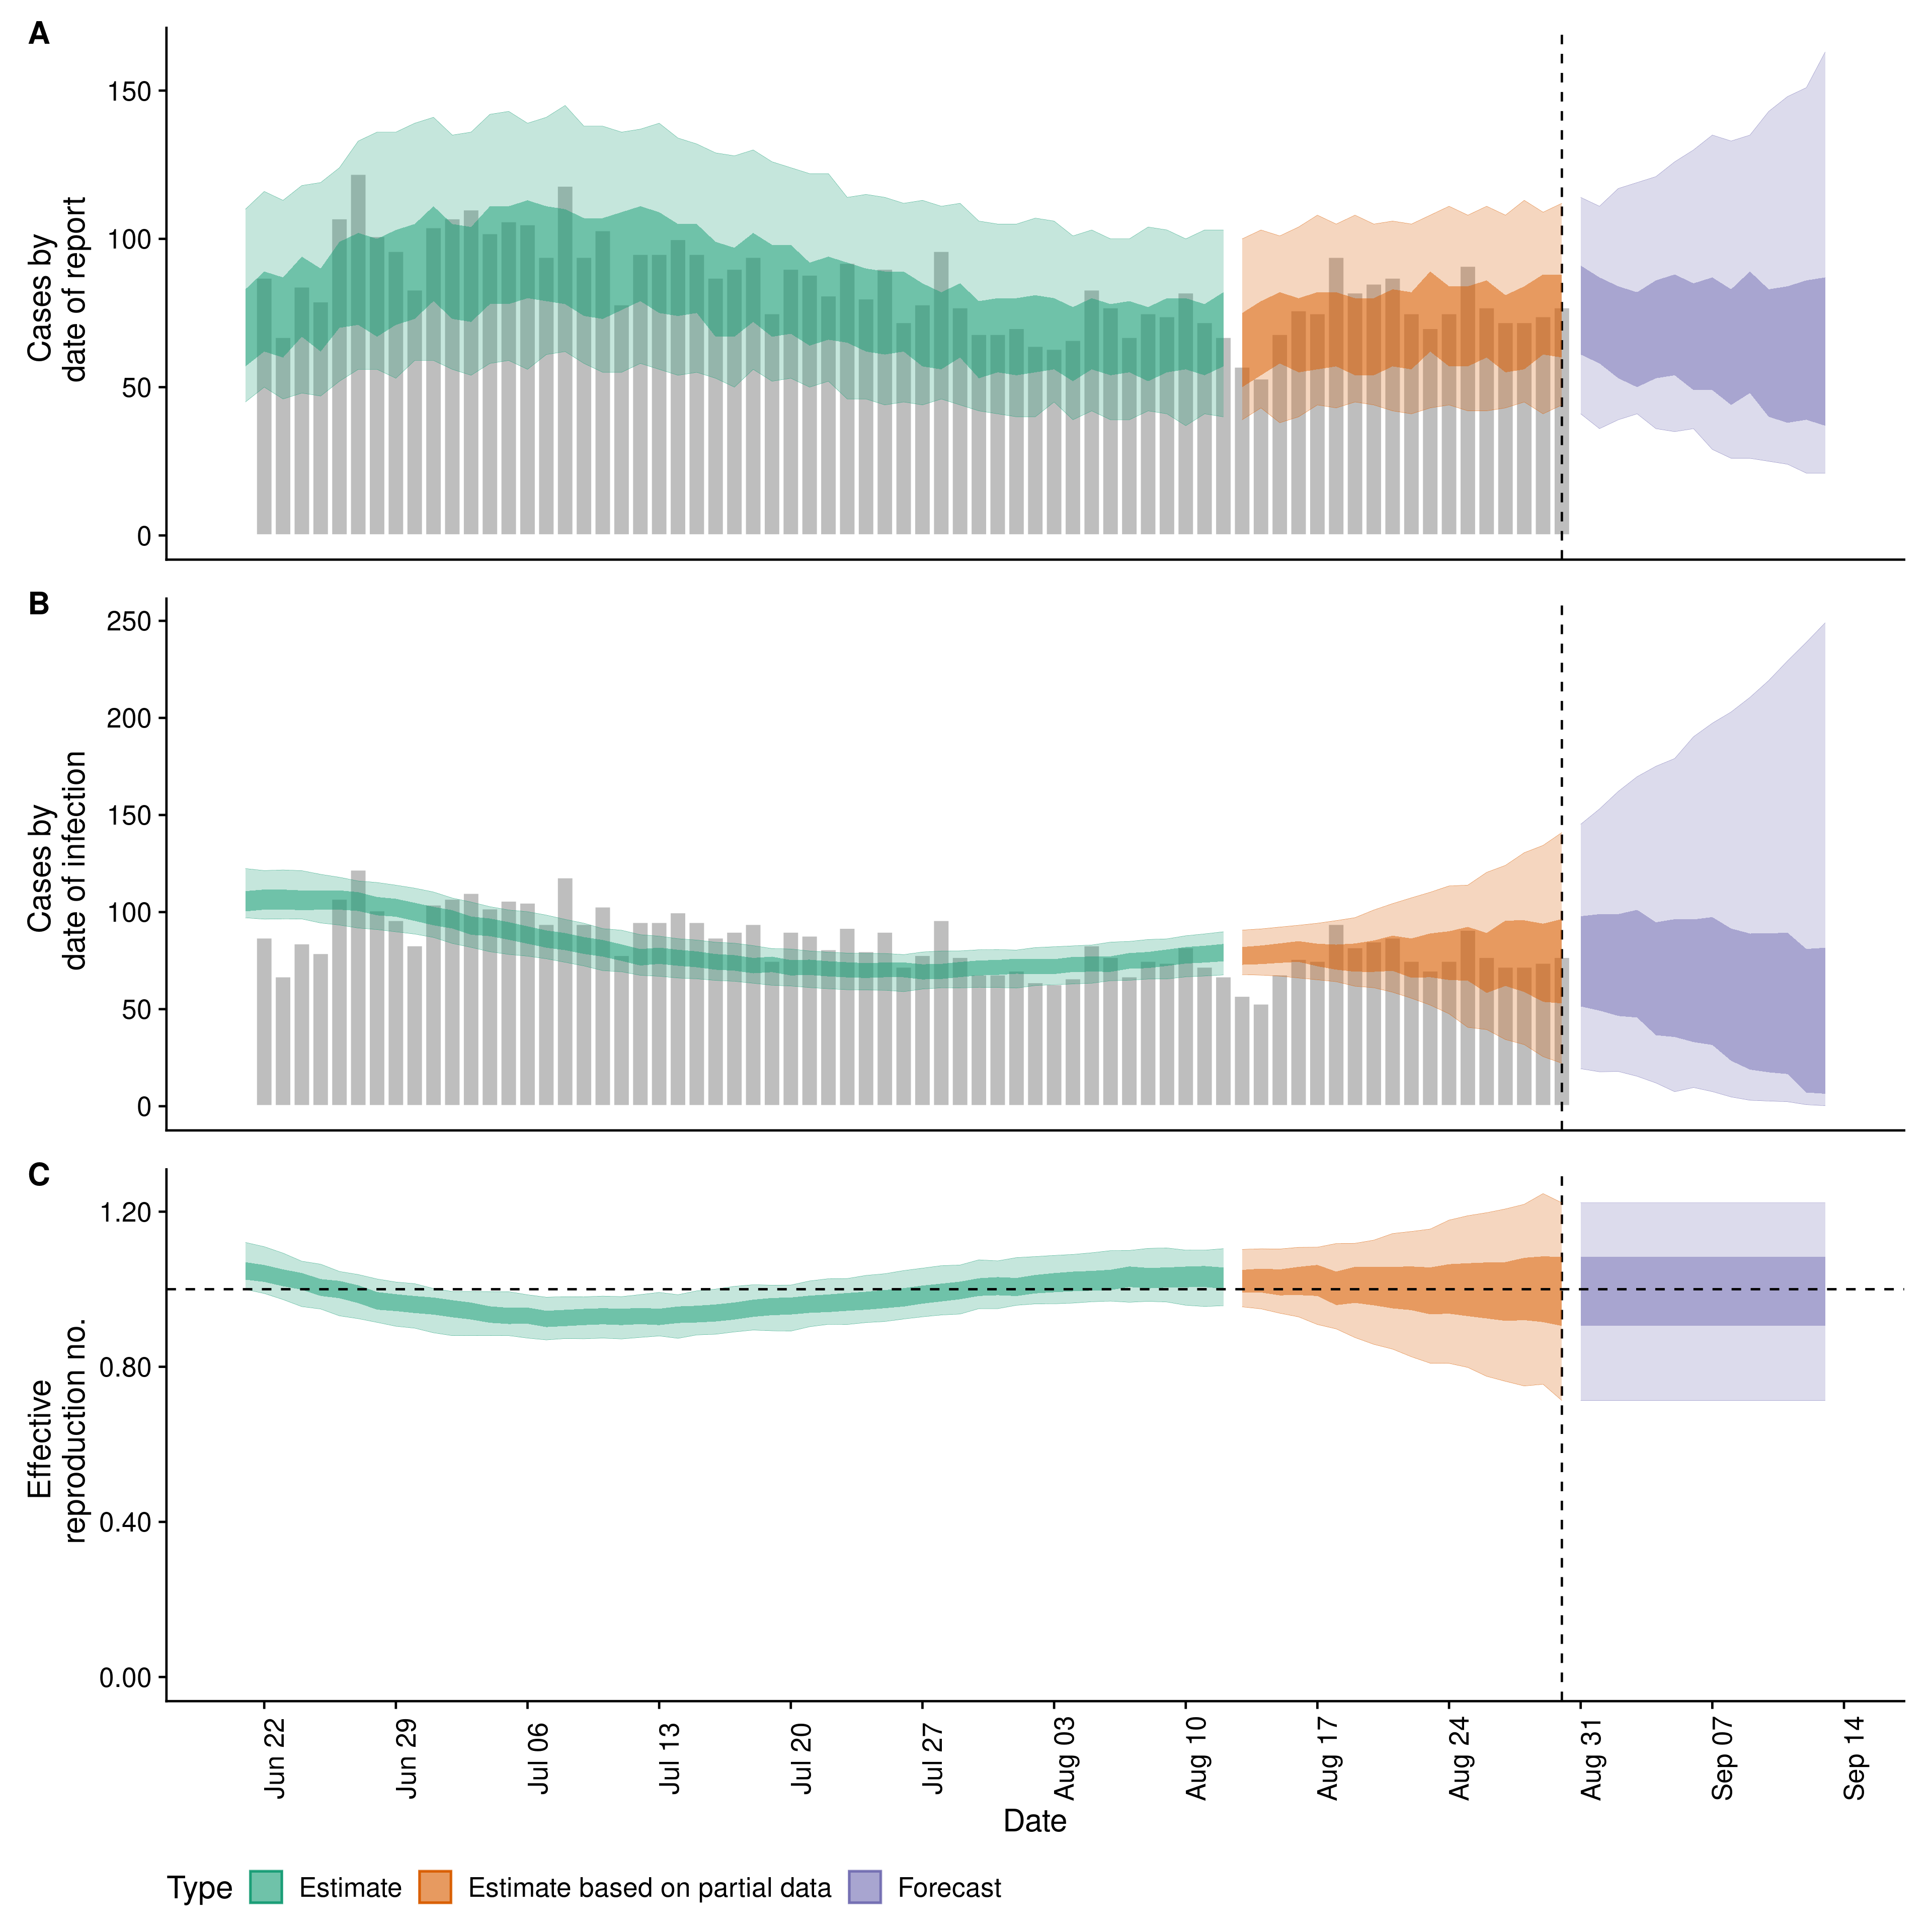 A
150
100
50
0
Cases by
date of report
B
250
200
150
100
50
0
Cases by
date of infection
C
1.20
0.80
0.40
0.00
Effective
reproduction no.
Jun 22
Jun 29
Jul 06
Jul 13
Jul 20
Jul 27
Aug 03
Aug 10
Aug 17
Aug 24
Aug 31
Sep 07
Sep 14
Date
Type Estimate Estimate based on partial data Forecast